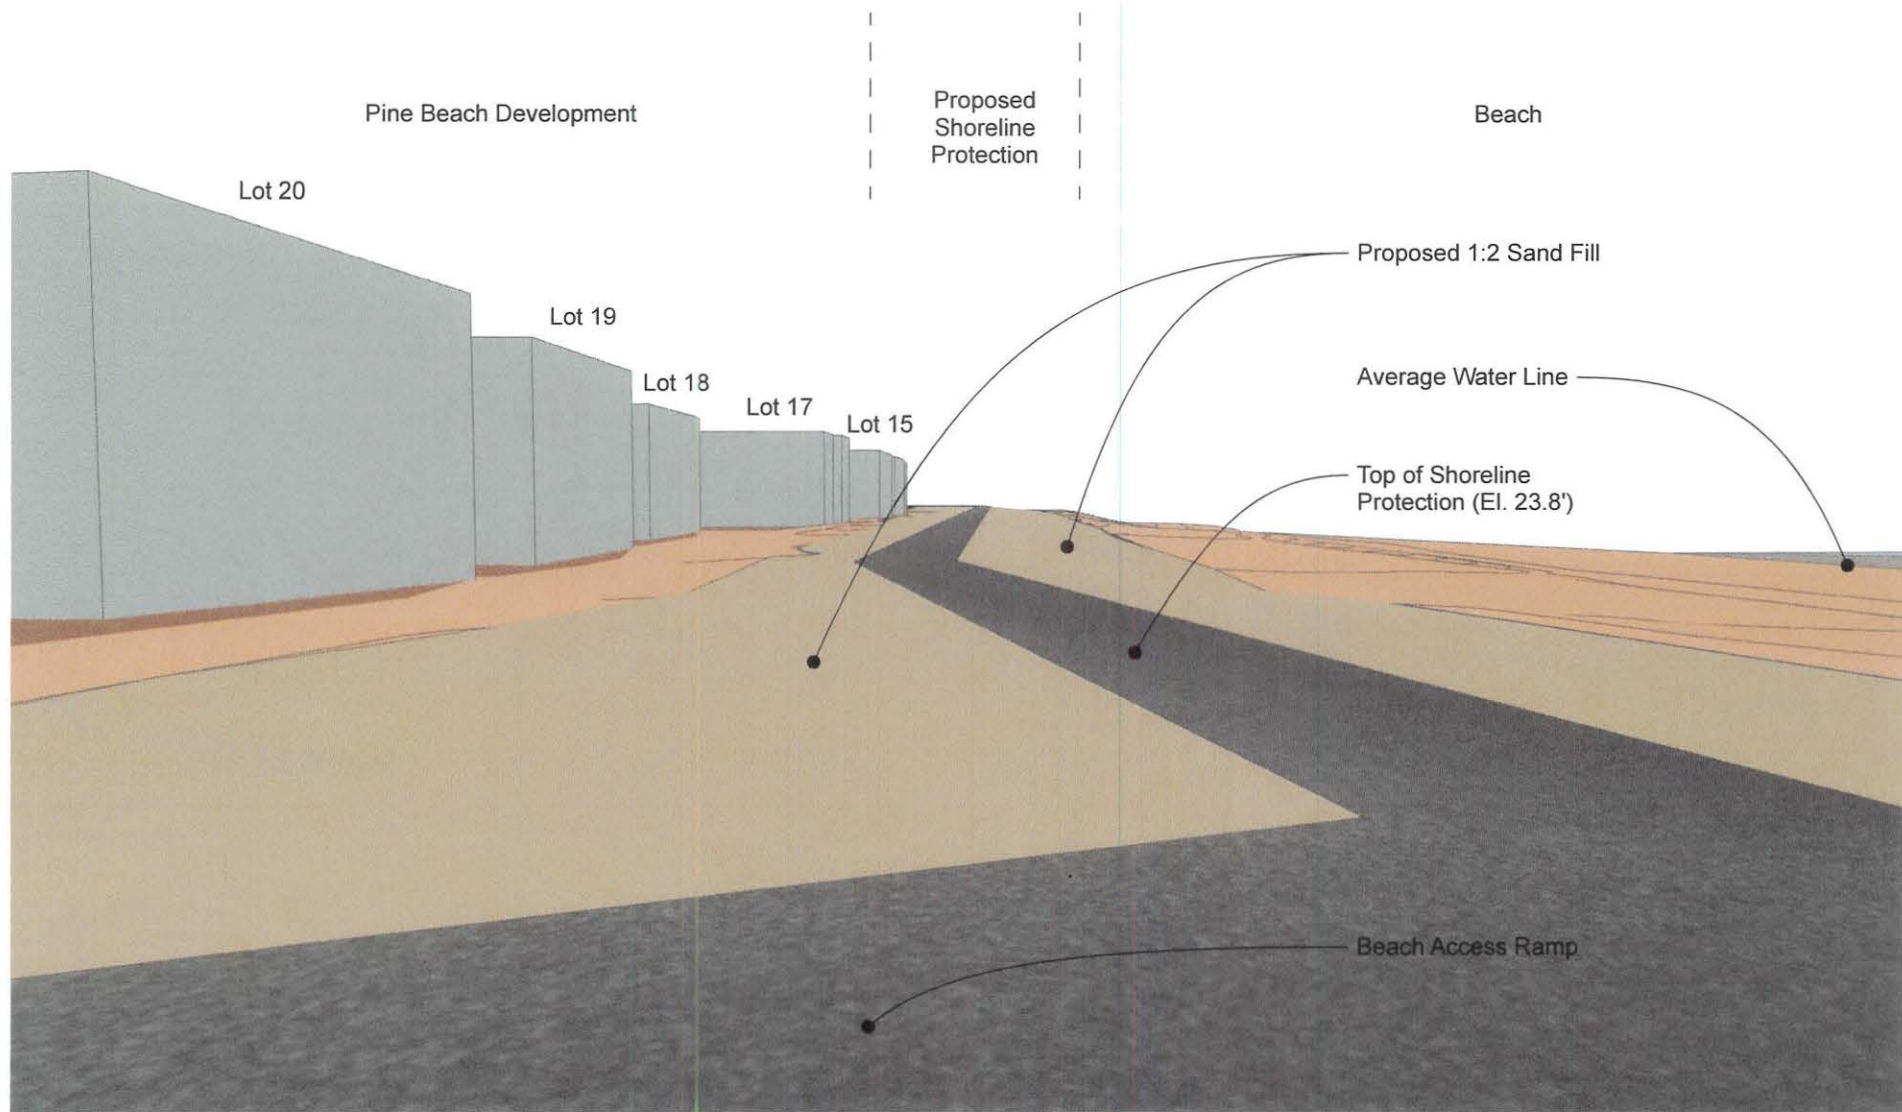 Pine Beach Development
Proposed
Shoreline
Protection
Beach
Lot 20
Lot 19
Lot 18
Lot 17
Lot 15
Proposed 1:2 Sand Fill
Average Water Line
Top of Shoreline
Protection (El. 23.8')
Beach Access Ramp